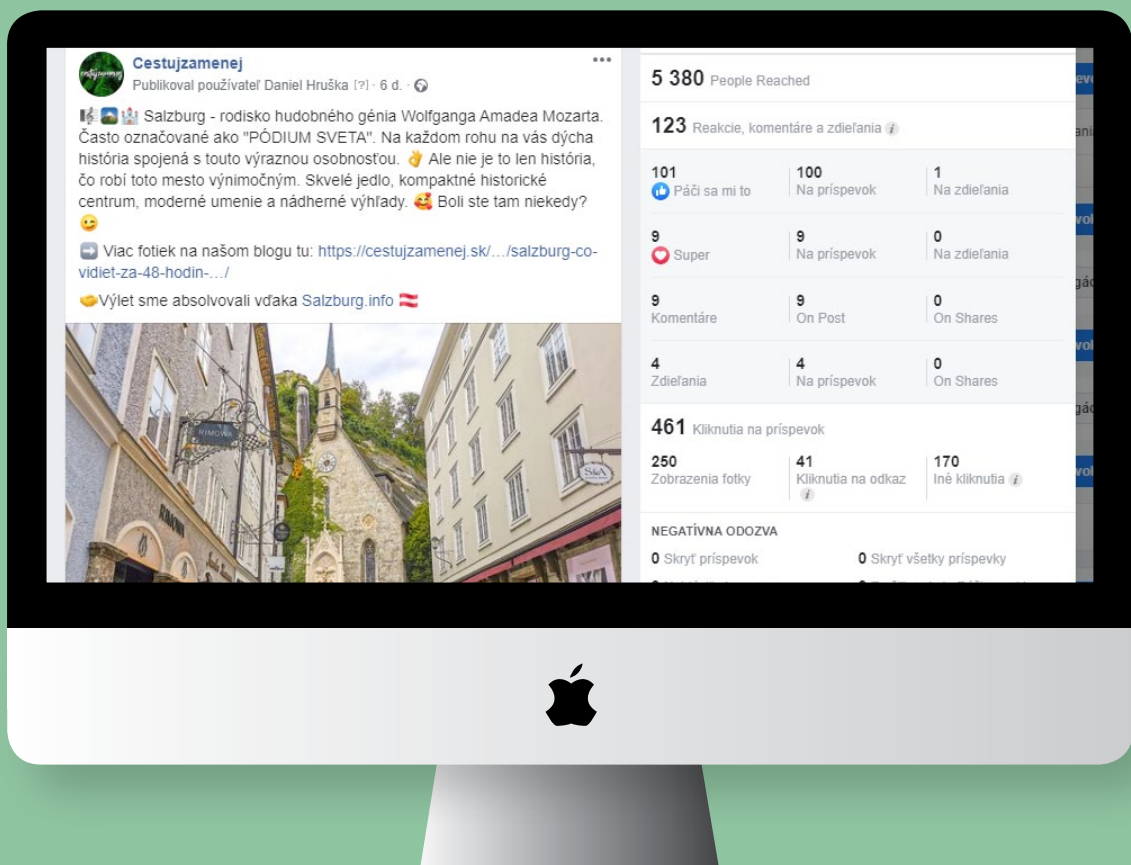 Cestujzamenej
Publikoval používateľ Daniel Hruška [?] · 6 d. ·
Salzburg - rodisko hudobného génia Wolfganga Amadea Mozarta.
Často označované ako "PÓDIUM SVETA". Na každom rohu na vás dýcha
história spojená s touto výraznou osobnosťou. 👌 Ale nie je to len história,
čo robí toto mesto výnimočným. Skvelé jedlo, kompaktné historické
centrum, moderné umenie a nádherné výhľady. 🥰 Boli ste tam niekedy?
😉
➡️ Viac fotiek na našom blogu tu: https://cestujzamenej.sk/…/salzburg-co-
vidiet-za-48-hodin-…/
🤝Výlet sme absolvovali vďaka Salzburg.info 🇦🇹
RIMOWA
RIMOWA
S&A
5 380 People Reached
123 Reakcie, komentáre a zdieľania
101
Páči sa mi to
100
Na príspevok
1
Na zdieľania
9
Super
9
Na príspevok
0
Na zdieľania
9
Komentáre
9
On Post
0
On Shares
4
Zdieľania
4
Na príspevok
0
On Shares
461 Kliknutia na príspevok
250
Zobrazenia fotky
41
Kliknutia na odkaz
170
Iné kliknutia
NEGATÍVNA ODOZVA
0 Skryť príspevok
0 Skryť všetky príspevky